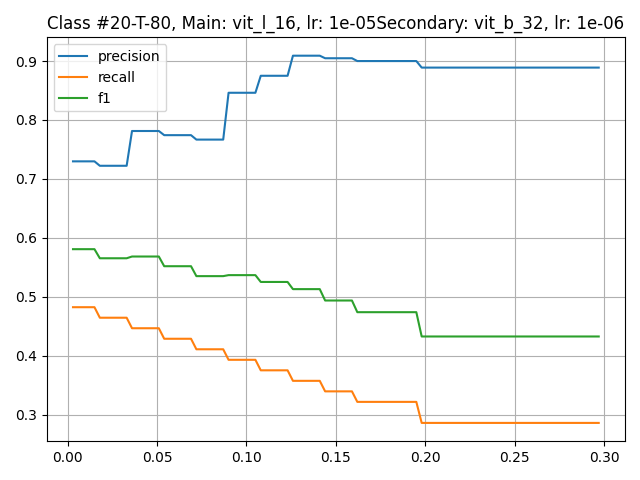 Class #20-T-80, Main: vit_l_16, lr: 1e-05Secondary: vit_b_32, lr: 1e-06
precision
recall
f1
0.9
0.8
0.7
0.6
0.5
0.4
0.3
0.00 0.05 0.10 0.15 0.20 0.25 0.30